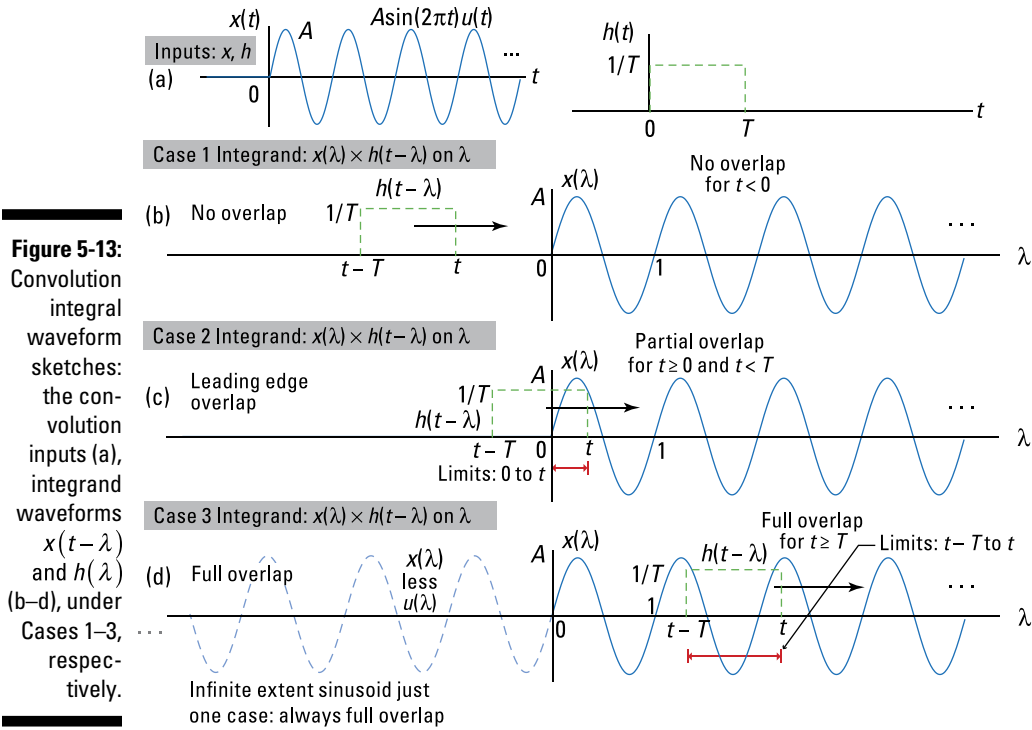 Figure 5-13:
Convolution
integral
waveform
sketches:
the con-
volution
inputs (a),
integrand
waveforms
x(t − λ)
and h(λ)
(b–d), under
Cases 1–3,
respec-
tively.
x(t)
A
A sin(2πt)u(t)
Inputs: x, h
(a)
...
0
t
h(t)
1/T
0
T
t
Case 1 Integrand: x(λ) × h(t − λ) on λ
(b)
No overlap
h(t − λ)
1/T
t − T
t
A
x(λ)
No overlap
for t < 0
...
0
1
λ
Case 2 Integrand: x(λ) × h(t − λ) on λ
(c)
Leading edge
overlap
A
x(λ)
Partial overlap
for t ≥ 0 and t < T
1/T
h(t − λ)
...
t − T
0
t
1
λ
Limits: 0 to t
Case 3 Integrand: x(λ) × h(t − λ) on λ
(d)
Full overlap
x(λ)
less
u(λ)
...
A
x(λ)
Full overlap
for t ≥ T
h(t − λ)
Limits: t − T to t
1/T
...
0
1
t − T
t
λ
Infinite extent sinusoid just
one case: always full overlap